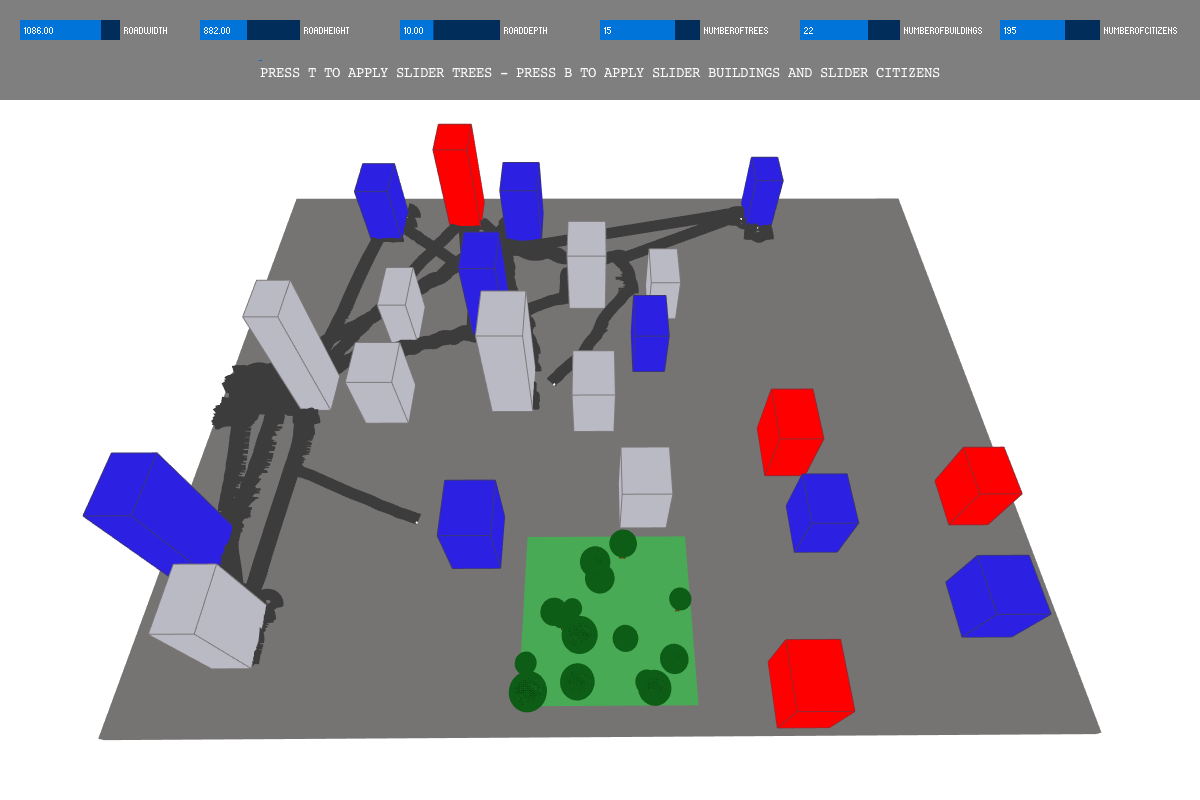 1086.00 ROADWIDTH 882.00 ROADHEIGHT 10.00 ROADDEPTH 15 NUMBEROFTREES 22 NUMBEROFBUILDINGS 195 NUMBEROFCITIZENS
PRESS T TO APPLY SLIDER TREES - PRESS B TO APPLY SLIDER BUILDINGS AND SLIDER CITIZENS